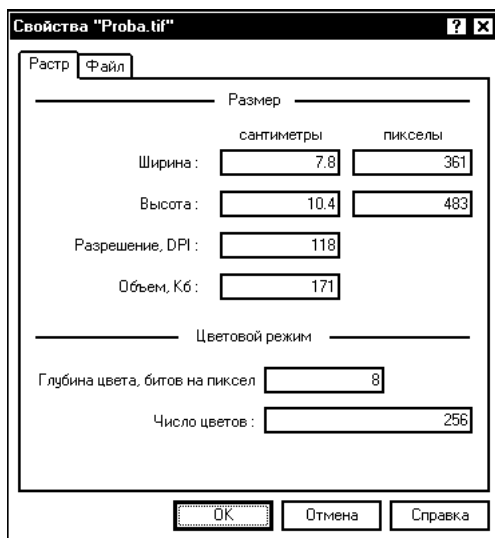 Свойства "Proba.tif" ? X
Растр Файл
Размер
сантиметры пикселы
Ширина : 7.8 361
Высота : 10.4 483
Разрешение, DPI : 118
Объем, Кб : 171
Цветовой режим
Глубина цвета, битов на пиксел 8
Число цветов : 256
OK Отмена Справка